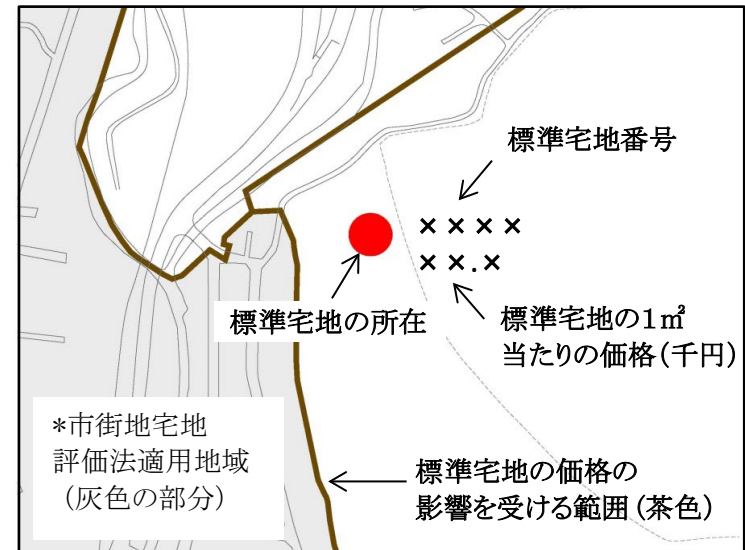 標準宅地番号
××××
××.×
標準宅地の所在
標準宅地の1㎡
当たりの価格(千円)
*市街地宅地
評価法適用地域
(灰色の部分)
標準宅地の価格の
影響を受ける範囲(茶色)